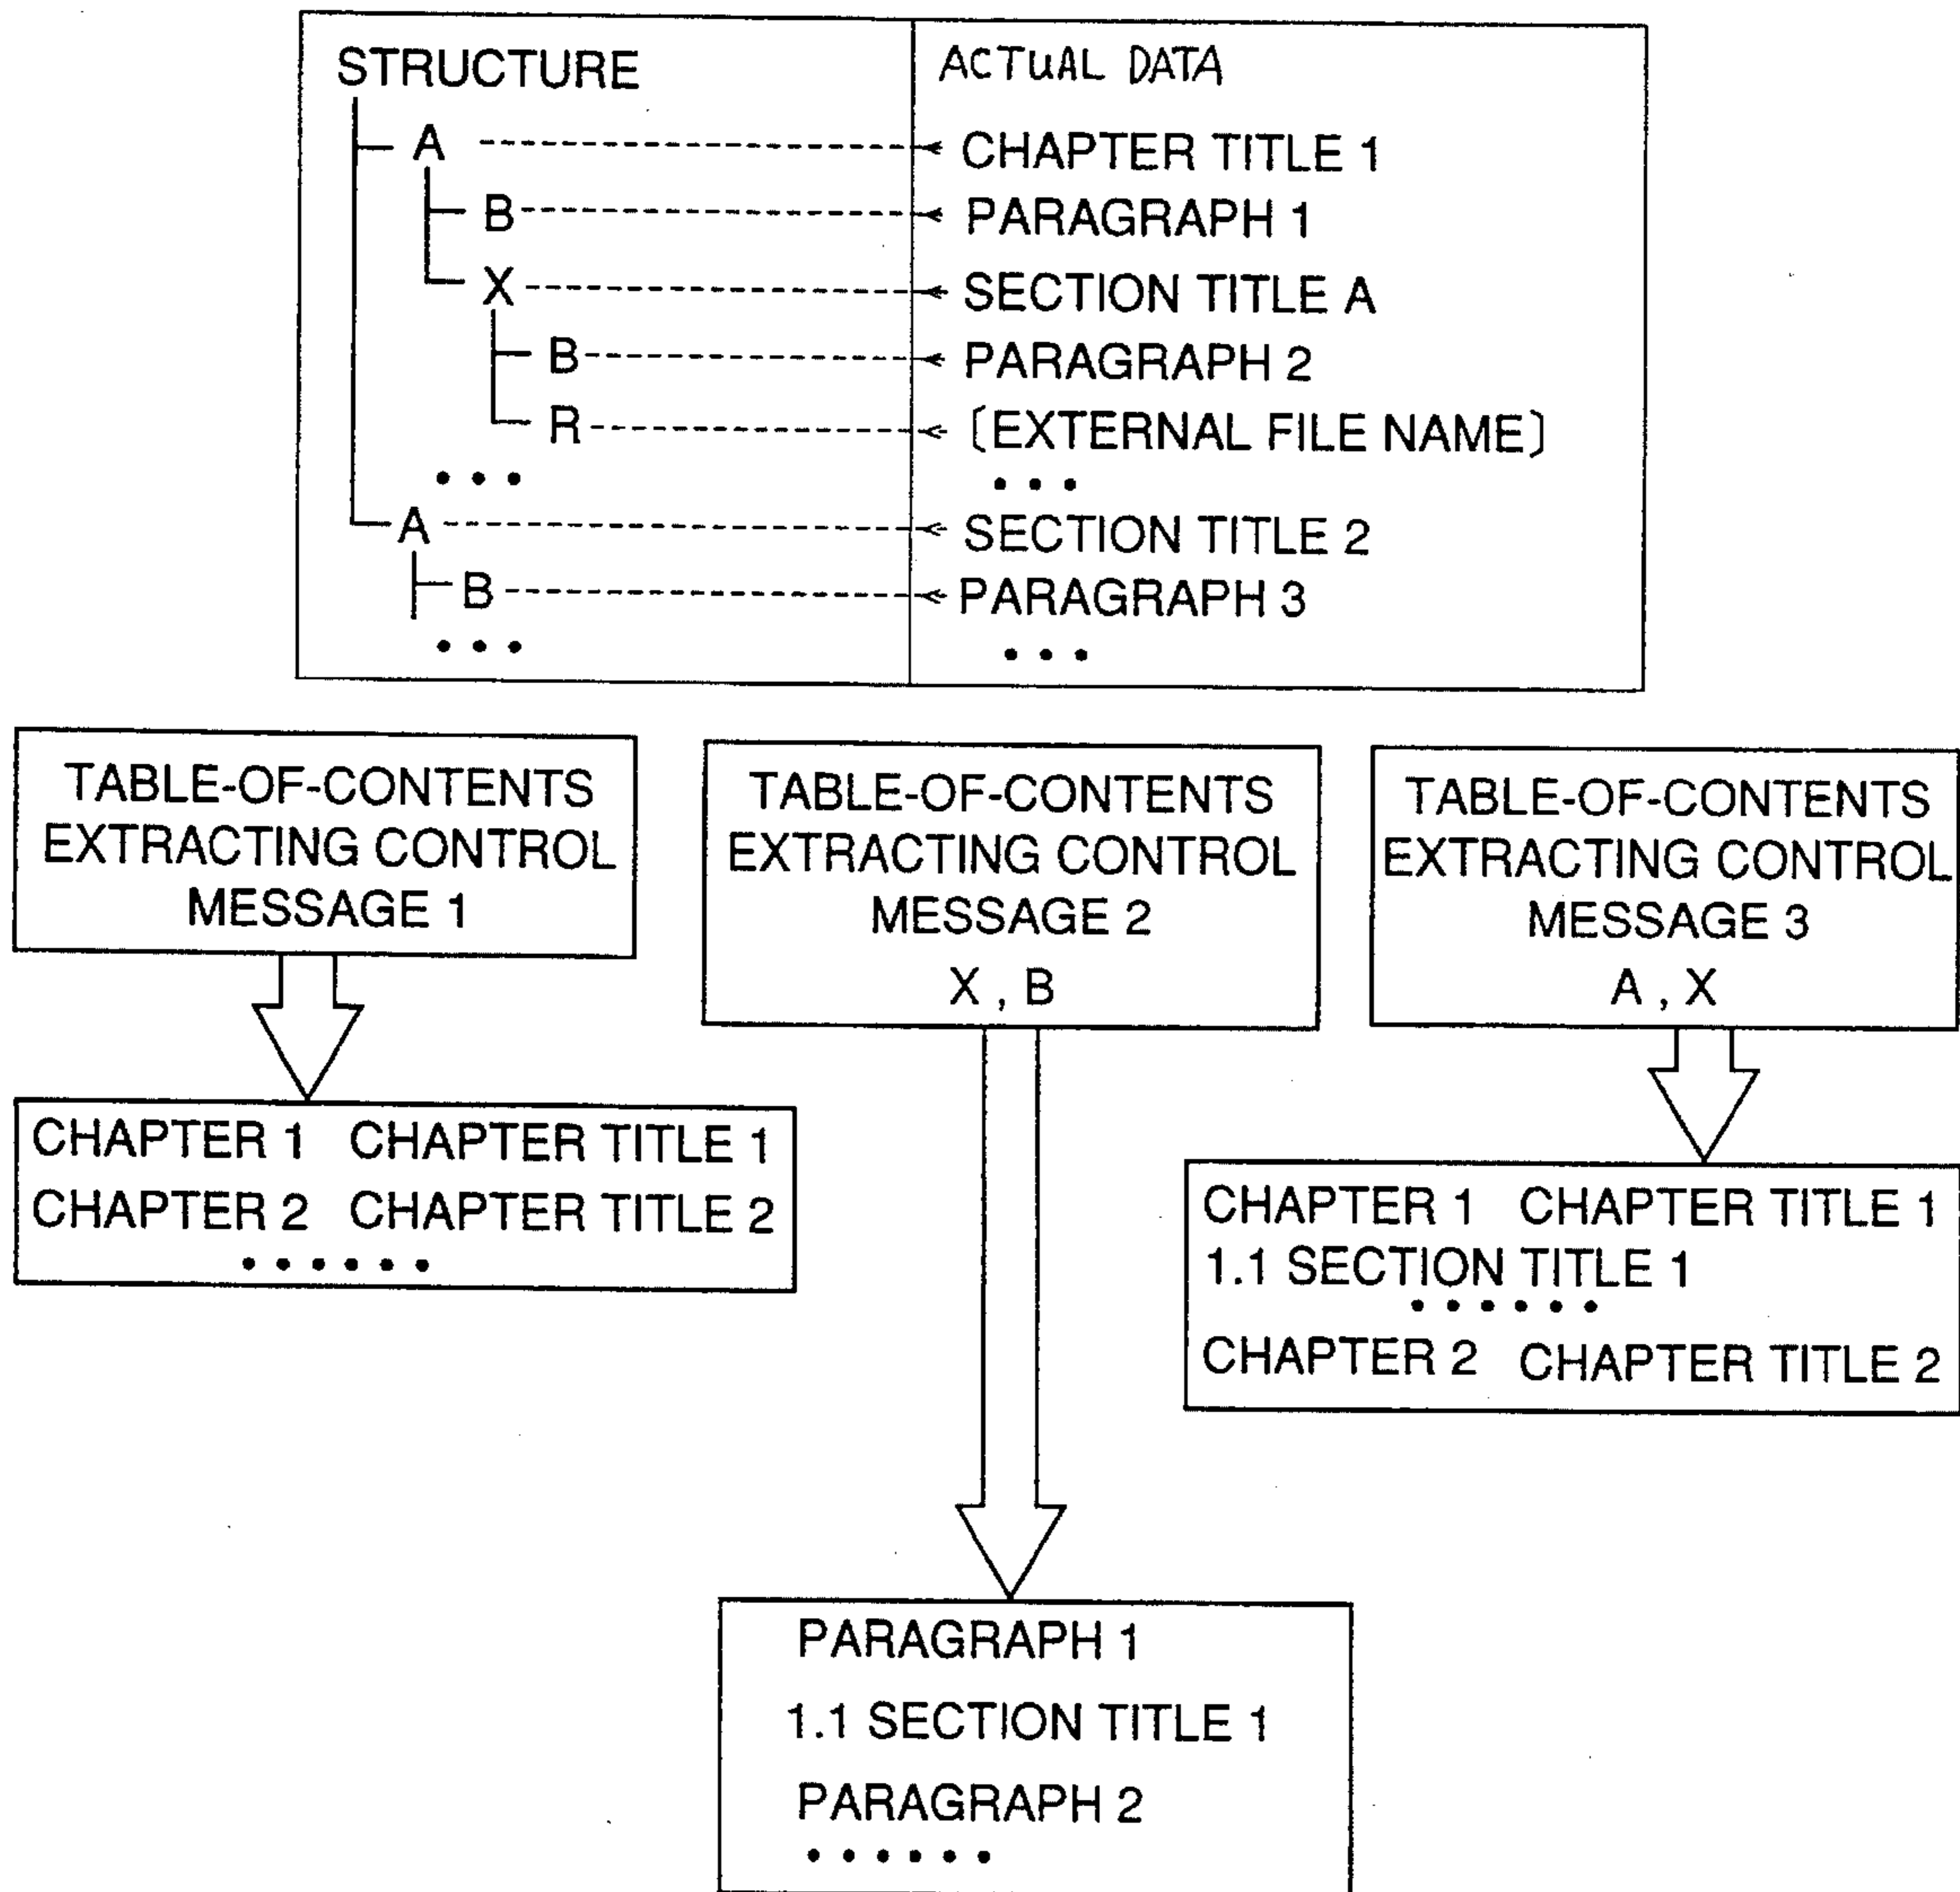 STRUCTURE ACTUAL DATA
A CHAPTER TITLE 1
B PARAGRAPH 1
X SECTION TITLE A
B PARAGRAPH 2
R [EXTERNAL FILE NAME]
• • • • • •
A SECTION TITLE 2
B PARAGRAPH 3
• • • • • •
TABLE-OF-CONTENTS
EXTRACTING CONTROL
MESSAGE 1
TABLE-OF-CONTENTS
EXTRACTING CONTROL
MESSAGE 2
X , B
TABLE-OF-CONTENTS
EXTRACTING CONTROL
MESSAGE 3
A , X
CHAPTER 1 CHAPTER TITLE 1
CHAPTER 2 CHAPTER TITLE 2
• • • • • •
CHAPTER 1 CHAPTER TITLE 1
1.1 SECTION TITLE 1
• • • • • •
CHAPTER 2 CHAPTER TITLE 2
PARAGRAPH 1
1.1 SECTION TITLE 1
PARAGRAPH 2
• • • • • •